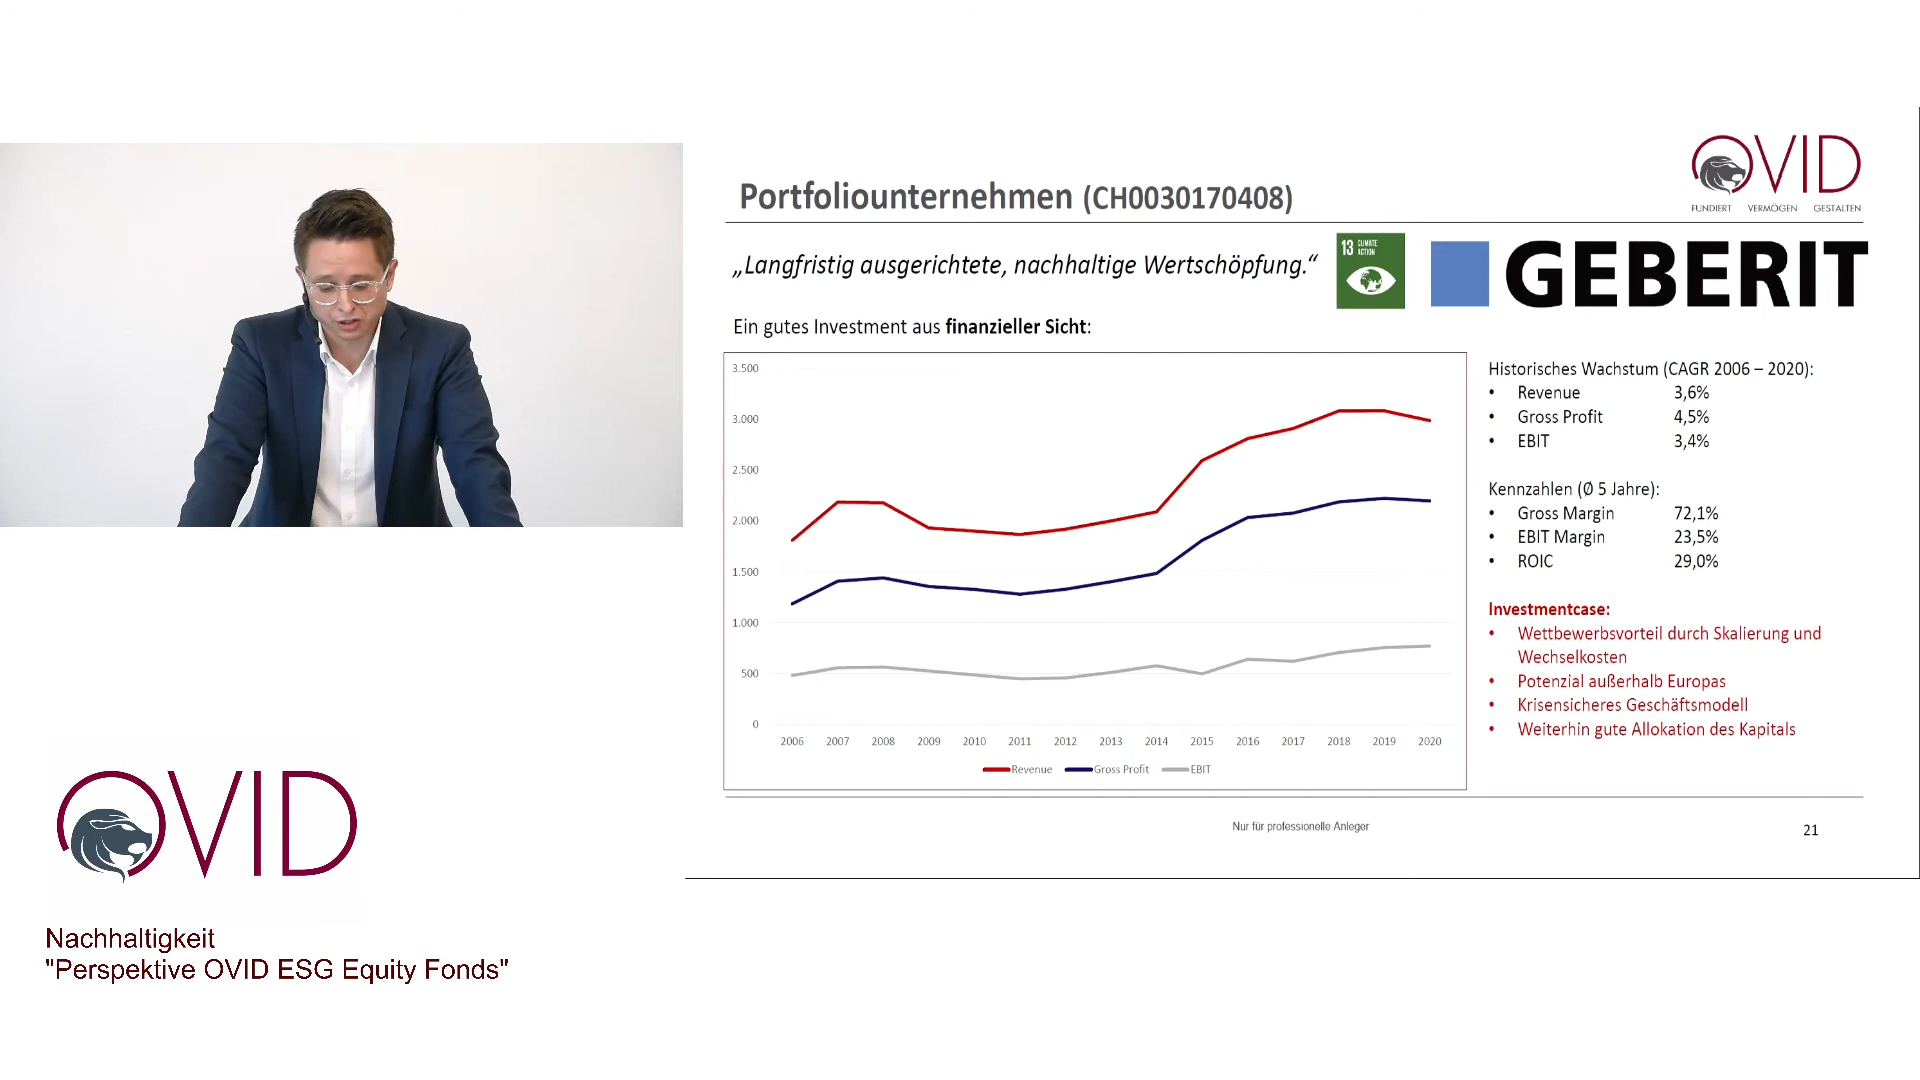 OVID
FUNDIERT VERMÖGEN GESTALTEN
Portfoliounternehmen (CH0030170408)
„Langfristig ausgerichtete, nachhaltige Wertschöpfung.“
13 CLIMATE ACTION
GEBERIT
Ein gutes Investment aus finanzieller Sicht:
3.500
3.000
2.500
2.000
1.500
1.000
500
0
2006 2007 2008 2009 2010 2011 2012 2013 2014 2015 2016 2017 2018 2019 2020
Revenue Gross Profit EBIT
Historisches Wachstum (CAGR 2006 – 2020):
• Revenue 3,6%
• Gross Profit 4,5%
• EBIT 3,4%
Kennzahlen (Ø 5 Jahre):
• Gross Margin 72,1%
• EBIT Margin 23,5%
• ROIC 29,0%
Investmentcase:
• Wettbewerbsvorteil durch Skalierung und
Wechselkosten
• Potenzial außerhalb Europas
• Krisensicheres Geschäftsmodell
• Weiterhin gute Allokation des Kapitals
Nur für professionelle Anleger
21
OVID
Nachhaltigkeit
"Perspektive OVID ESG Equity Fonds"